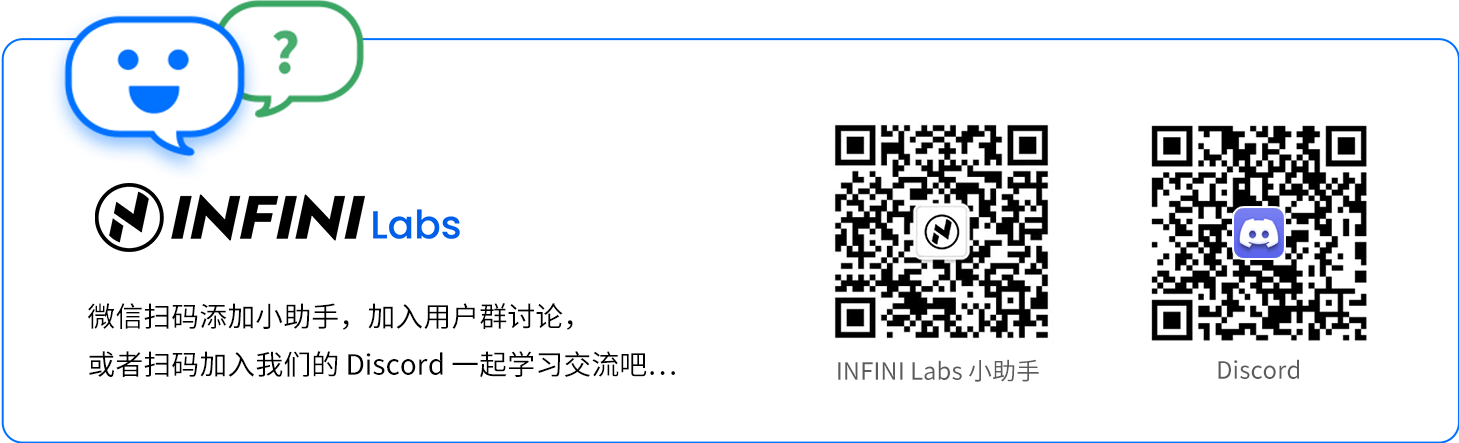 ?
INFINI Labs
微信扫码添加小助手，加入用户群讨论，
或者扫码加入我们的 Discord 一起学习交流吧...
INFINI Labs 小助手
Discord